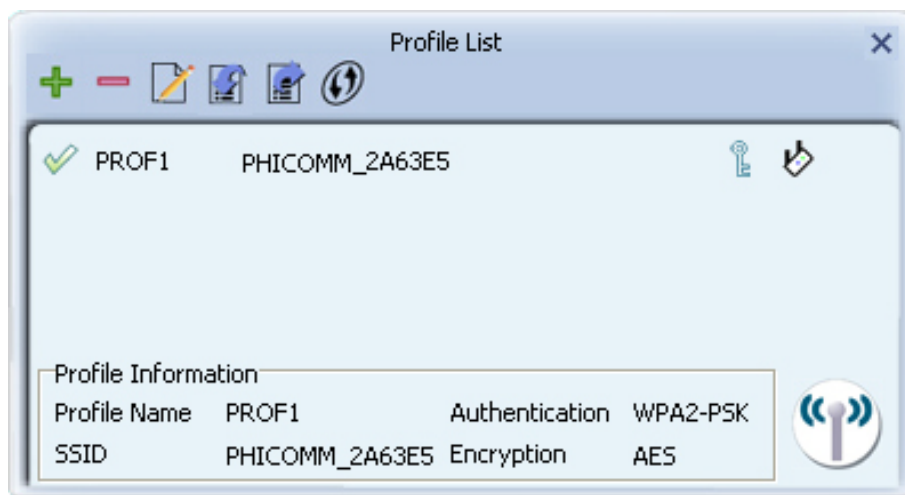 Profile List
PROF1 PHICOMM_2A63E5
Profile Information
Profile Name PROF1 Authentication WPA2-PSK
SSID PHICOMM_2A63E5 Encryption AES